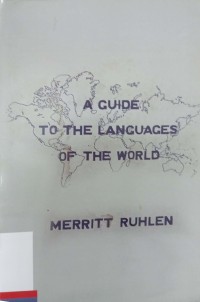 A GUIDE
TO THE LANGUAGES
OF THE WORLD
MERRITT RUHLEN